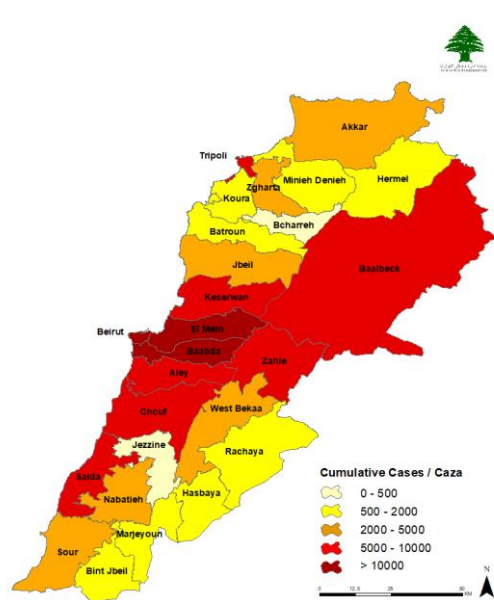 Akkar
Tripoli
Zgharta
Minieh Denieh
Hermel
Koura
Bcharreh
Batroun
Jbeil
Baalbeck
Keserwan
Beirut
El Metn
Baabda
Zahle
Aley
Chouf
West Bekaa
Jezzine
Rachaya
Saida
Nabatieh
Hasbaya
Marjeyoun
Sour
Bint Jbeil
Cumulative Cases / Caza
0 - 500
500 - 2000
2000 - 5000
5000 - 10000
> 10000
N
0 12.5 25 50
KM